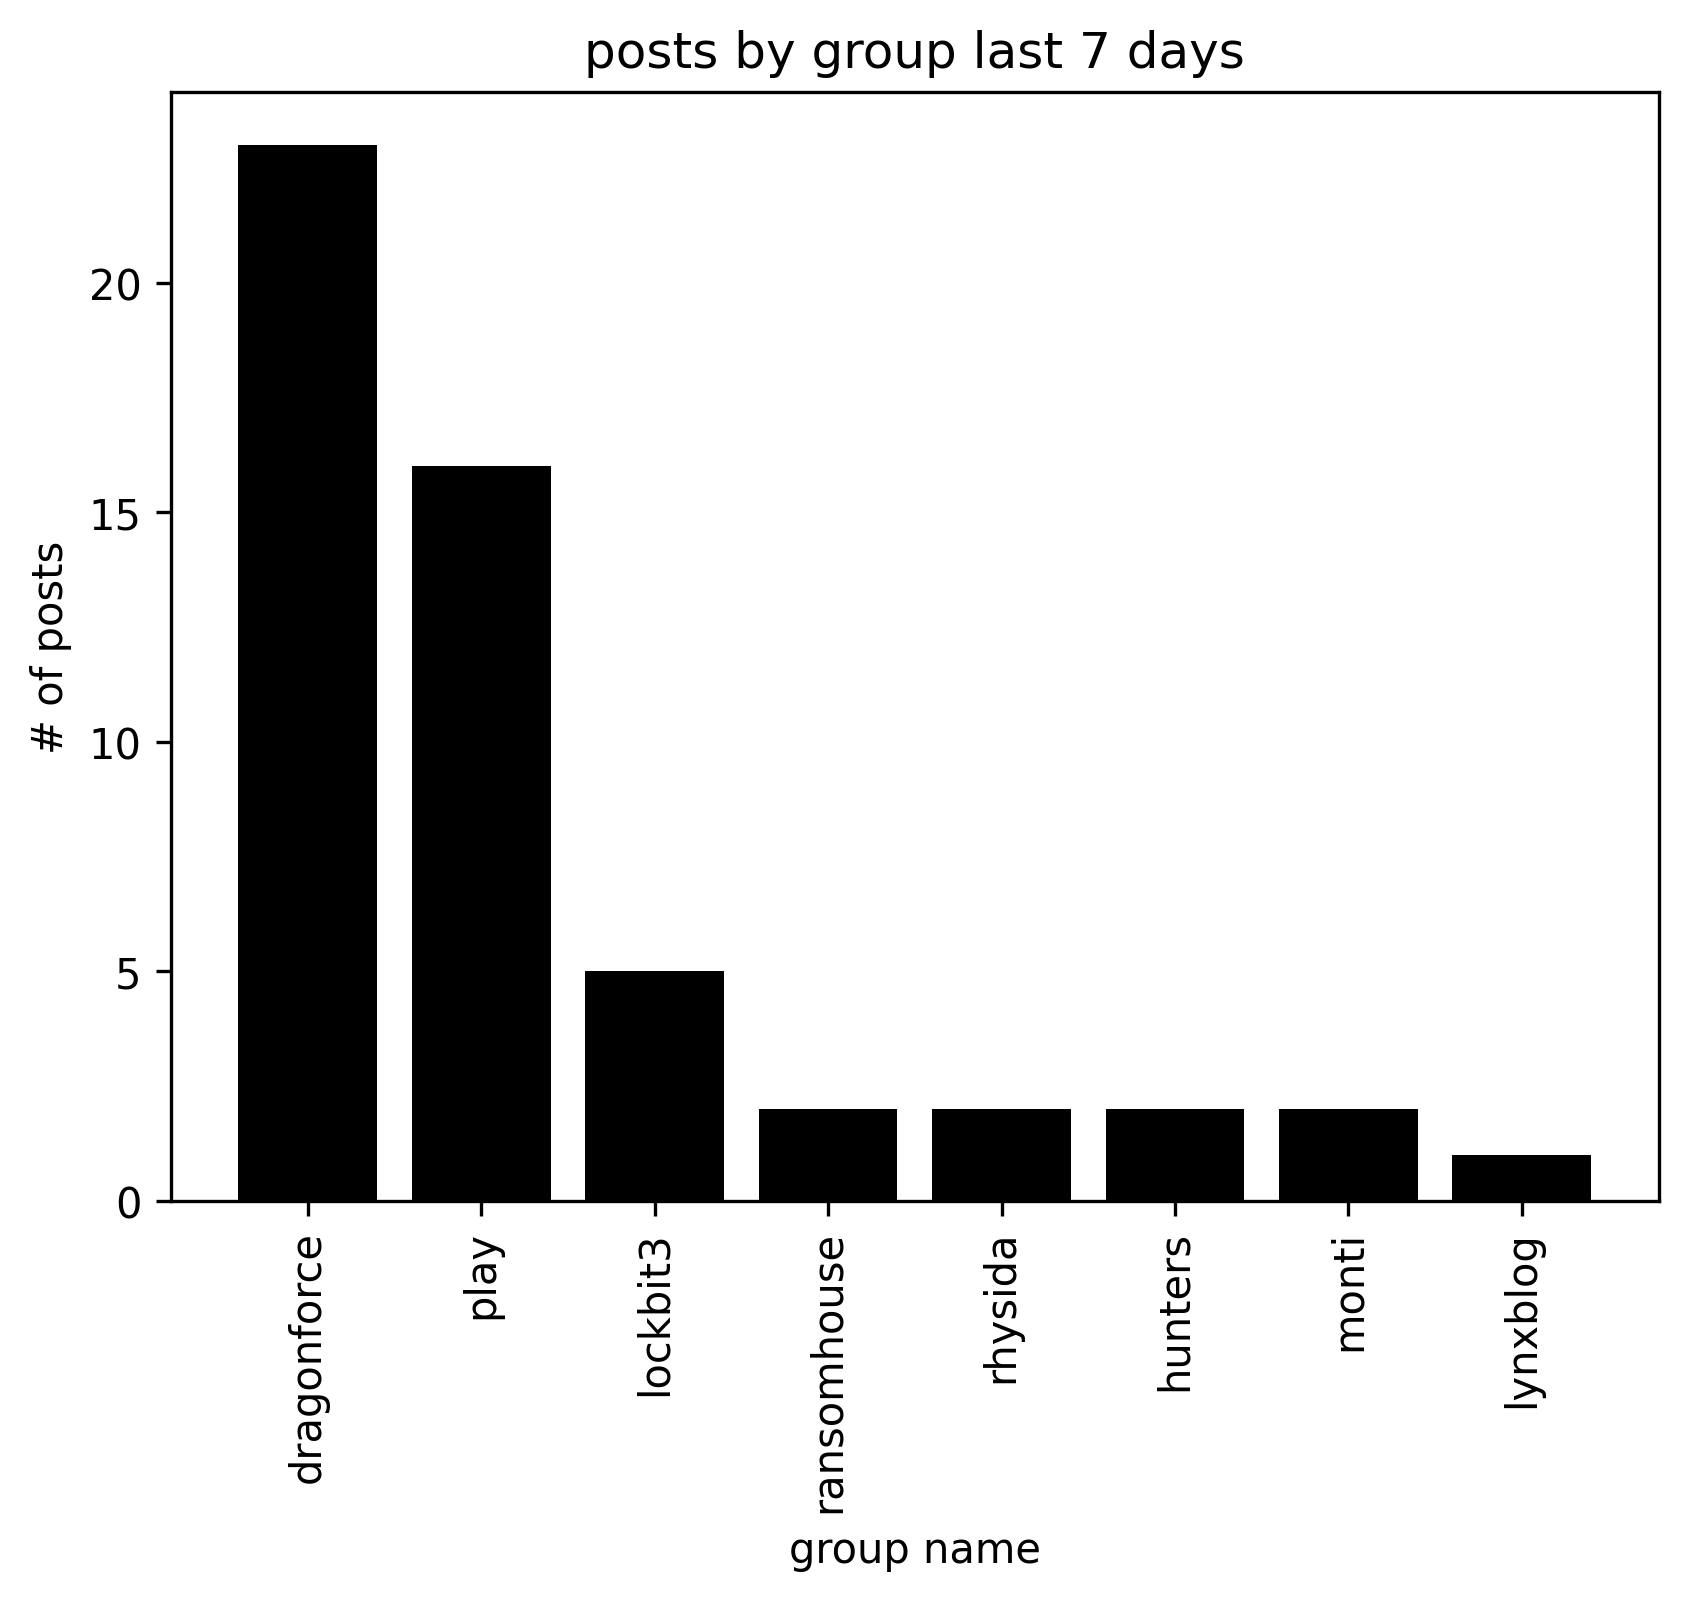 posts by group last 7 days
# of posts
20
15
10
5
0
dragonforce
play
lockbit3
ransomhouse
rhysida
hunters
monti
lynxblog
group name